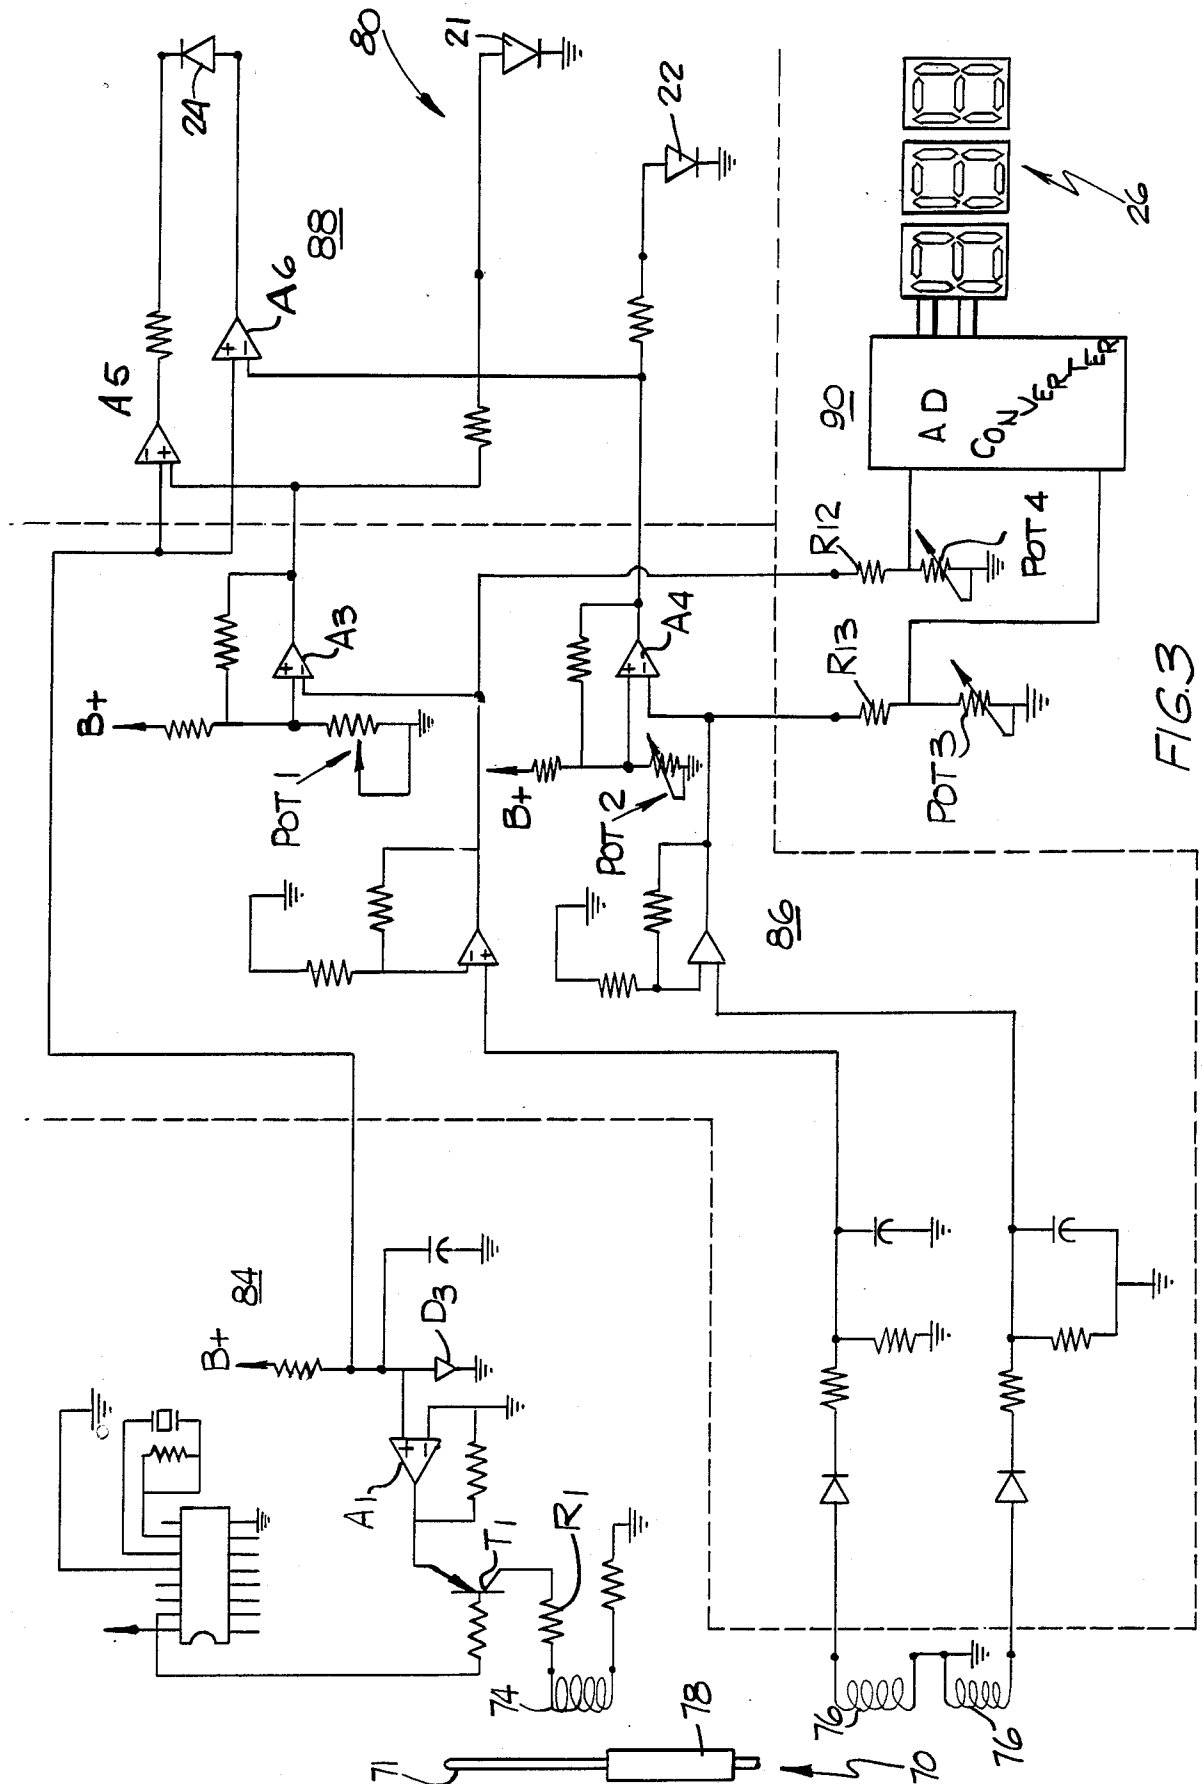 24
80
21
22
88
A5
A6
26
90
AD
CONVERTER
R12
POT 4
R13
POT 3
FIG.3
B+
A3
POT 1
B+
A4
POT 2
86
84
B+
D3
A1
T1
R1
74
76
76
71
78
70
+
-
+
-
+
-
+
-
+
-
+
-
+
-